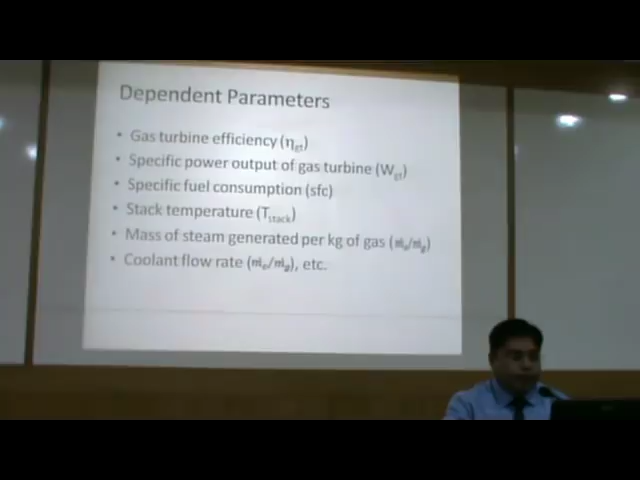 Dependent Parameters
• Gas turbine efficiency (ηgt)
• Specific power output of gas turbine (Wgt)
• Specific fuel consumption (sfc)
• Stack temperature (Tstack)
• Mass of steam generated per kg of gas (ṁs/ṁg)
• Coolant flow rate (ṁc/ṁg), etc.